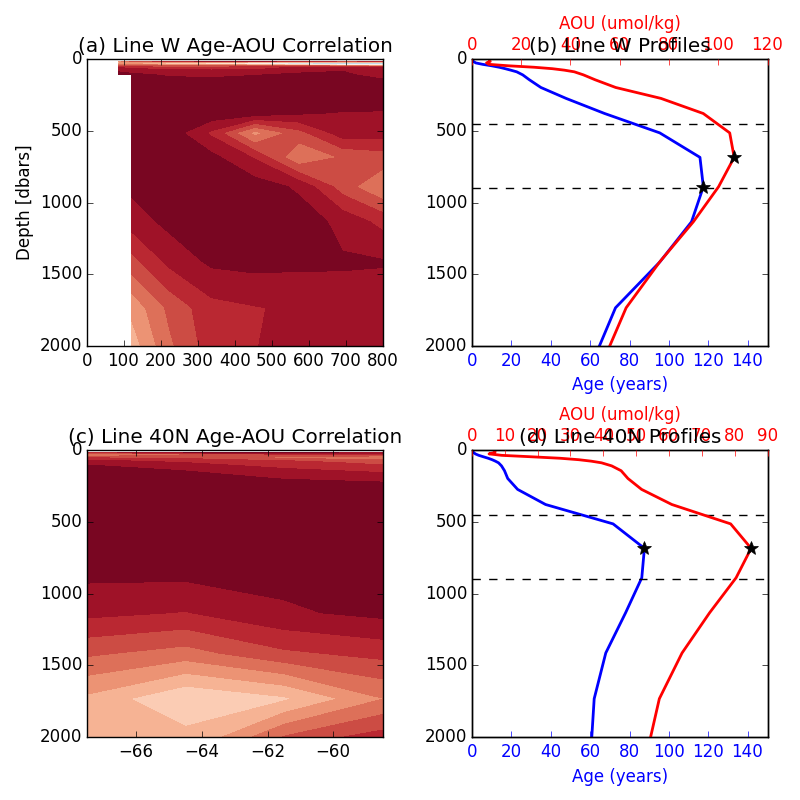 (a) Line W Age-AOU Correlation
0
500
1000
1500
2000
Depth [dbars]
0 100 200 300 400 500 600 700 800
AOU (umol/kg)
0 20 40 60 80 100 120
(b) Line W Profiles
0
500
1000
1500
2000
0 20 40 60 80 100 120 140
Age (years)
(c) Line 40N Age-AOU Correlation
0
500
1000
1500
2000
−66 −64 −62 −60
AOU (umol/kg)
0 10 20 30 40 50 60 70 80 90
(d) Line 40N Profiles
0
500
1000
1500
2000
0 20 40 60 80 100 120 140
Age (years)